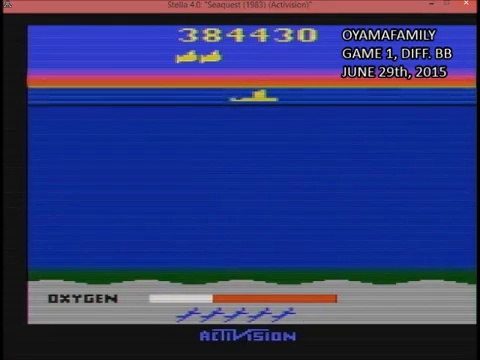 Stella 4.0: "Seaquest (1983) (Activision)"
384430
OYAMAFAMILY
GAME 1, DIFF. BB
JUNE 29th, 2015
OXYGEN
ACTIVISION